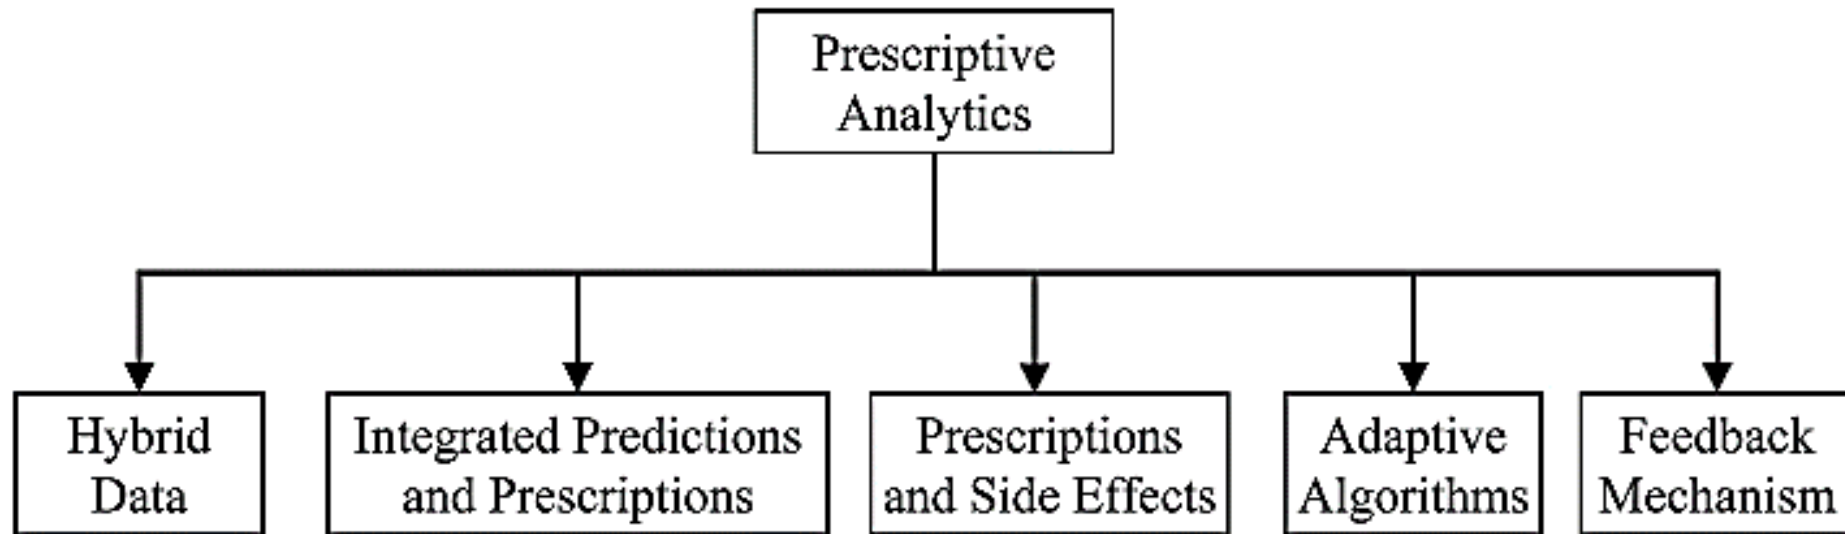 Prescriptive
Analytics
Hybrid
Data
Integrated Predictions
and Prescriptions
Prescriptions
and Side Effects
Adaptive
Algorithms
Feedback
Mechanism